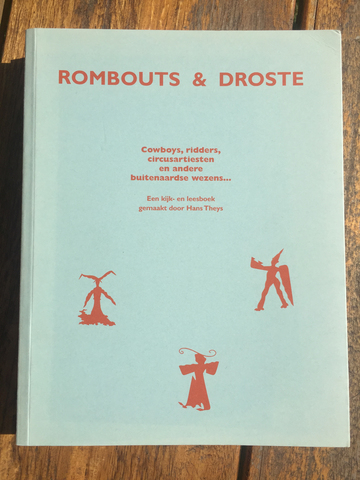 ROMBOUTS & DROSTE
Cowboys, ridders,
circusartiesten
en andere
buitenaardse wezens...
Een kijk- en leesboek
gemaakt door Hans Theys